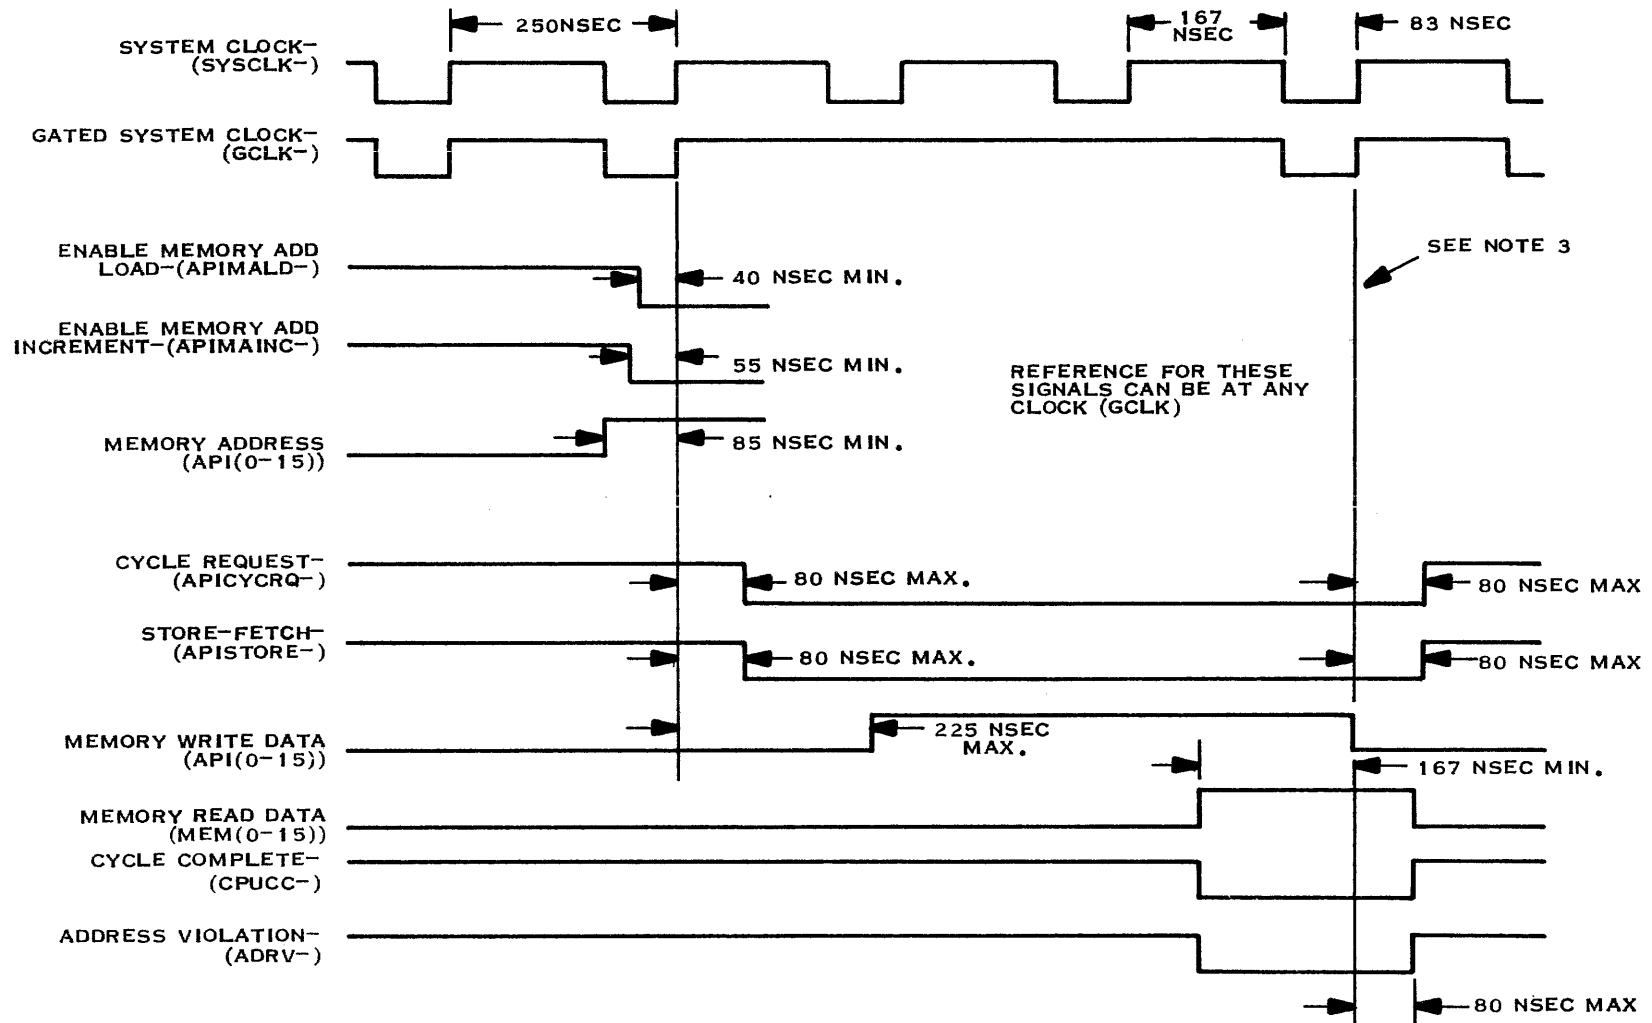 250NSEC
167
NSEC
83 NSEC
SYSTEM CLOCK-
(SYSCLK-)
GATED SYSTEM CLOCK-
(GCLK-)
ENABLE MEMORY ADD
LOAD-(APIMALD-)
40 NSEC MIN.
SEE NOTE 3
ENABLE MEMORY ADD
INCREMENT-(APIMAINC-)
55 NSEC MIN.
REFERENCE FOR THESE
SIGNALS CAN BE AT ANY
CLOCK (GCLK)
MEMORY ADDRESS
(API(0-15))
85 NSEC MIN.
CYCLE REQUEST-
(APICYCRQ-)
80 NSEC MAX.
80 NSEC MAX
STORE-FETCH-
(APISTORE-)
80 NSEC MAX.
80 NSEC MAX
MEMORY WRITE DATA
(API(0-15))
225 NSEC
MAX.
167 NSEC MIN.
MEMORY READ DATA
(MEM(0-15))
CYCLE COMPLETE-
(CPUCC-)
ADDRESS VIOLATION-
(ADRV-)
80 NSEC MAX